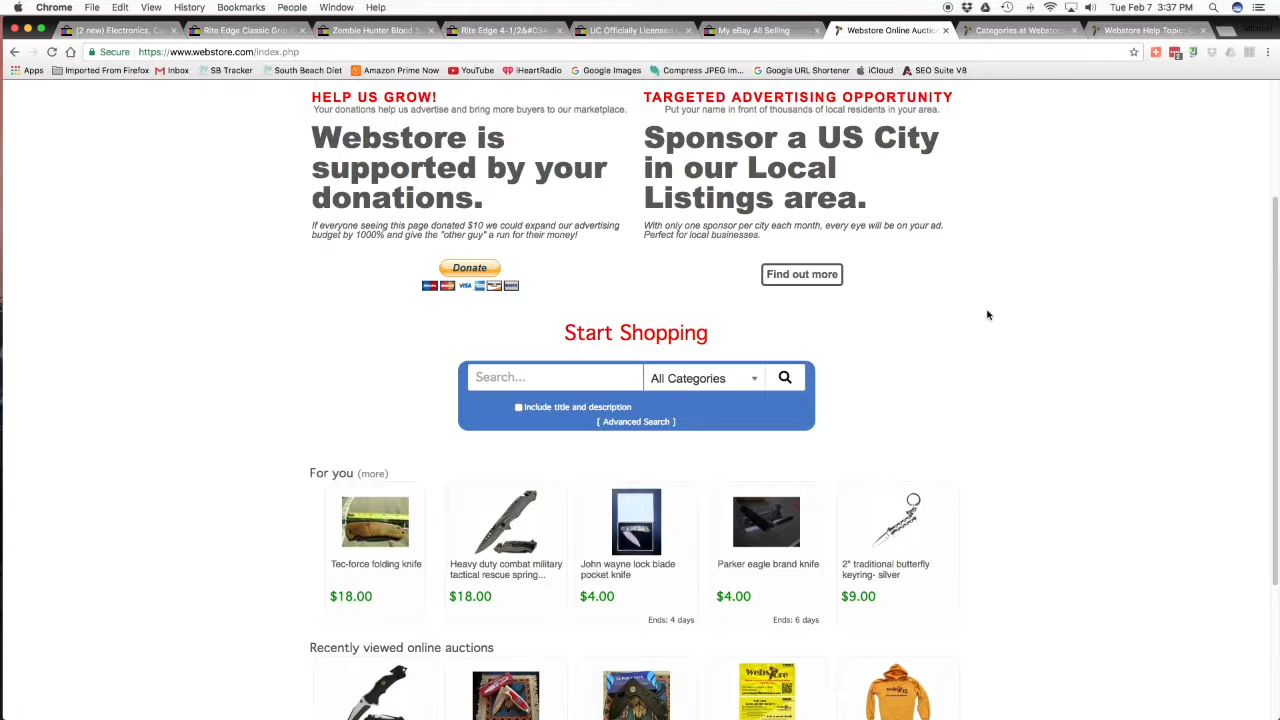 Chrome File Edit View History Bookmarks People Window Help Tue Feb 7 3:37 PM
(2 new) Electronics, Ca Rite Edge Classic Grip F Zombie Hunter Blood S Rite Edge 4-1/2&#034 UC Officially Licensed U My eBay All Selling Webstore Online Auctio Categories at Webstore Webstore Help Topic: S
Secure https://www.webstore.com/index.php
Apps Imported From Firefox Inbox SB Tracker South Beach Diet Amazon Prime Now YouTube iHeartRadio Google Images Compress JPEG Im... Google URL Shortener iCloud SEO Suite V8
HELP US GROW!
Your donations help us advertise and bring more buyers to our marketplace.
Webstore is
supported by your
donations.
If everyone seeing this page donated $10 we could expand our advertising
budget by 1000% and give the "other guy" a run for their money!
Donate
TARGETED ADVERTISING OPPORTUNITY
Put your name in front of thousands of local residents in your area.
Sponsor a US City
in our Local
Listings area.
With only one sponsor per city each month, every eye will be on your ad.
Perfect for local businesses.
Find out more
Start Shopping
Search... All Categories
Include title and description
[ Advanced Search ]
For you (more)
Tec-force folding knife
$18.00
Heavy duty combat military
tactical rescue spring...
$18.00
John wayne lock blade
pocket knife
$4.00
Ends: 4 days
Parker eagle brand knife
$4.00
Ends: 6 days
2" traditional butterfly
keyring- silver
$9.00
Recently viewed online auctions